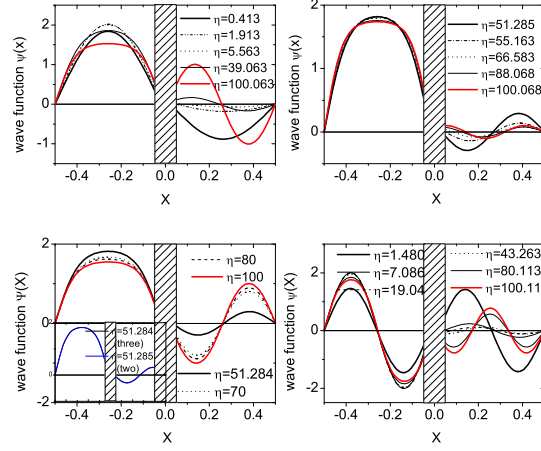 wave function ψ(x)
2
1
0
-1
η=0.413
η=1.913
η=5.563
η=39.063
η=100.063
-0.4 -0.2 0.0 0.2 0.4
X
wave function ψ(x)
2
1
0
η=51.285
η=55.163
η=66.583
η=88.068
η=100.068
-0.4 -0.2 0.0 0.2 0.4
X
wave function Ψ(X)
2
0
η=80
η=100
η=51.284
(three)
η=51.285
(two)
0
η=51.284
η=70
-0.4 -0.2 0.0 0.2 0.4
X
wave function ψ(X)
2
0
-2
η=1.480
η=7.086
η=19.04
η=43.263
η=80.113
η=100.11
-0.4 -0.2 0.0 0.2 0.4
X